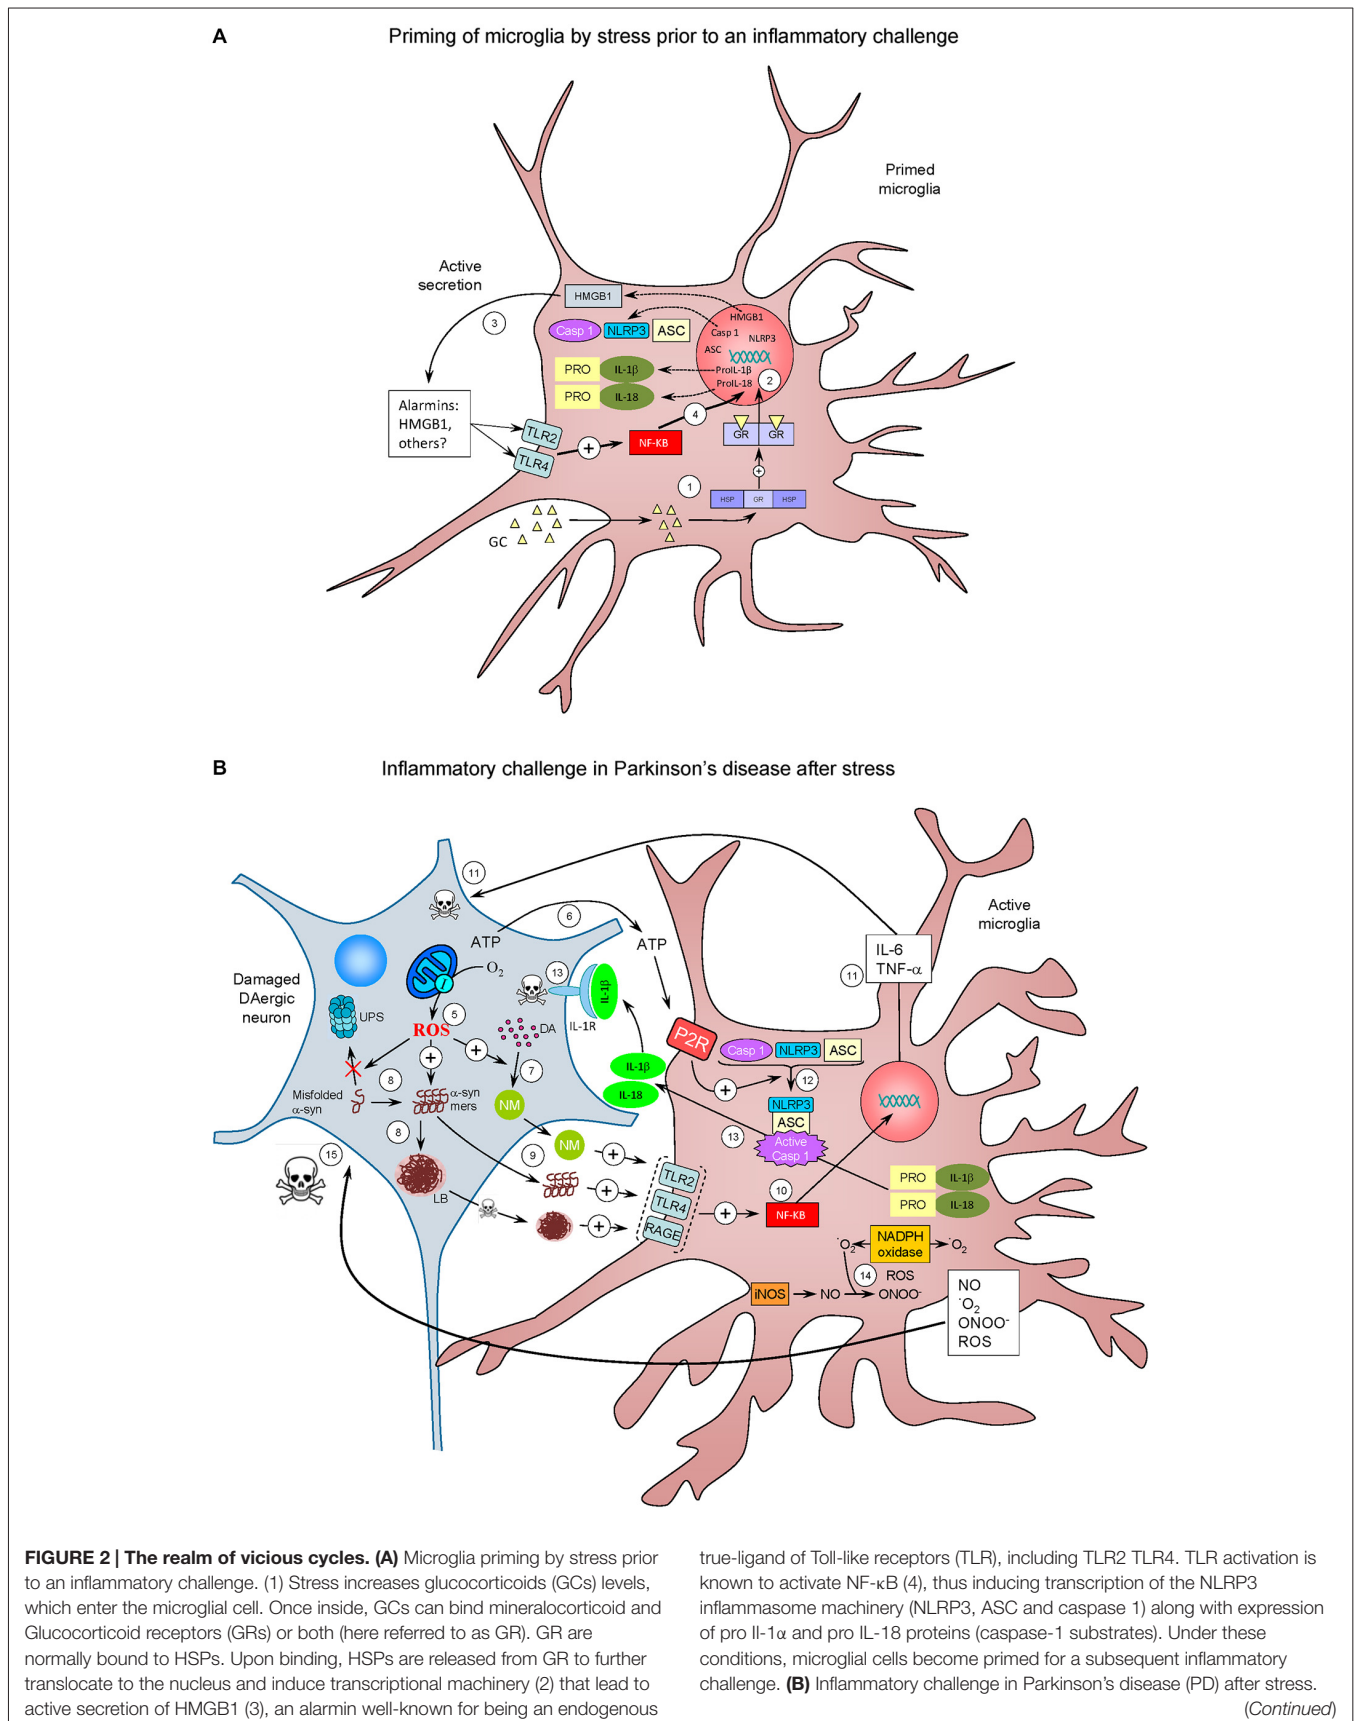 A
Priming of microglia by stress prior to an inflammatory challenge
Primed
microglia
Active
secretion
HMGB1
3
HMGB1
Casp 1
NLRP3
ASC
Casp 1
NLRP3
ASC
PRO
IL-1β
ProIL-1β
2
PRO
IL-18
ProIL-18
4
Alarmins:
HMGB1,
others?
TLR2
TLR4
+
NF-KB
GR
GR
+
1
HSP
GR
HSP
GC
B
Inflammatory challenge in Parkinson's disease after stress
11
Active
microglia
6
ATP
ATP
IL-6
TNF-α
11
Damaged
DAergic
neuron
O2
I
13
IL-1β
IL-1R
UPS
5
ROS
DA
P2R
Casp 1
NLRP3
ASC
+
+
7
IL-1β
IL-18
+
12
NLRP3
ASC
Active
Casp 1
13
Misfolded
α-syn
8
α-syn
mers
NM
8
NM
9
+
+
+
15
LB
TLR2
TLR4
RAGE
+
10
NF-KB
PRO
IL-1β
PRO
IL-18
˙O2
NADPH
oxidase
˙O2
14
ROS
iNOS
NO
ONOO-
NO
˙O2
ONOO-
ROS
FIGURE 2 | The realm of vicious cycles. (A) Microglia priming by stress prior
to an inflammatory challenge. (1) Stress increases glucocorticoids (GCs) levels,
which enter the microglial cell. Once inside, GCs can bind mineralocorticoid and
Glucocorticoid receptors (GRs) or both (here referred to as GR). GR are
normally bound to HSPs. Upon binding, HSPs are released from GR to further
translocate to the nucleus and induce transcriptional machinery (2) that lead to
active secretion of HMGB1 (3), an alarmin well-known for being an endogenous
true-ligand of Toll-like receptors (TLR), including TLR2 TLR4. TLR activation is
known to activate NF-κB (4), thus inducing transcription of the NLRP3
inflammasome machinery (NLRP3, ASC and caspase 1) along with expression
of pro Il-1α and pro IL-18 proteins (caspase-1 substrates). Under these
conditions, microglial cells become primed for a subsequent inflammatory
challenge. (B) Inflammatory challenge in Parkinson's disease (PD) after stress.
(Continued)